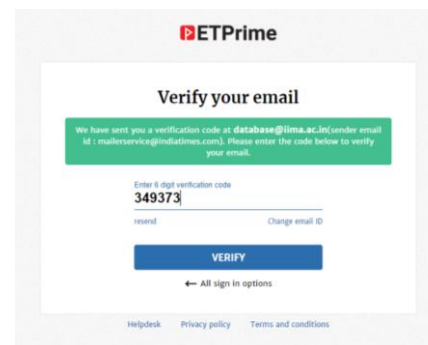 ETPrime
Verify your email
We have sent you a verification code at database@iima.ac.in(sender email
id : mailerservice@indiatimes.com). Please enter the code below to verify
your email.
Enter 6 digit verification code
349373
resend Change email ID
VERIFY
← All sign in options
Helpdesk Privacy policy Terms and conditions